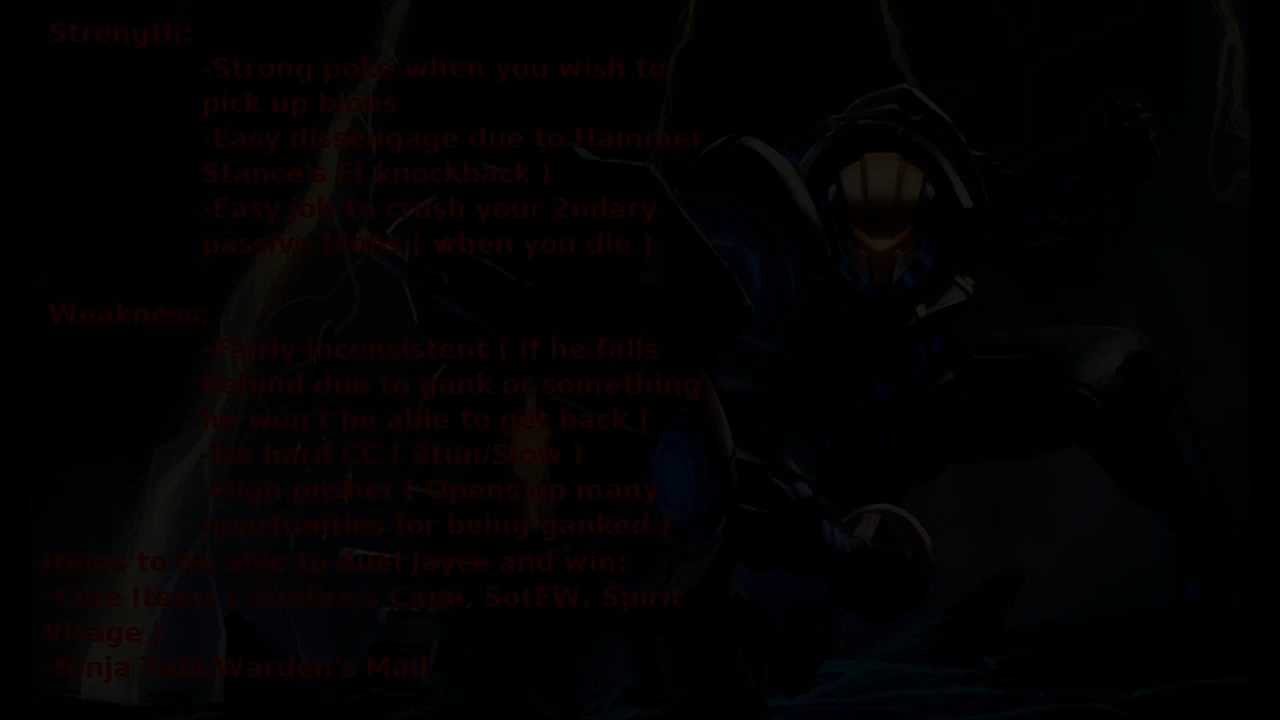 Strength:
-Strong poke when you wish to
pick up blobs
-Easy dissengage due to Hammer
Stance's E( knockback )
-Easy job to crush your 2ndary
passive blobs ( when you die )
Weakness:
-Fairly inconsistent ( If he falls
behind due to gank or something
he won't be able to get back )
-No hard CC ( Stun/Slow )
-High pusher ( Opens up many
oportunities for being ganked )
Items to be able to duel Jayce and win:
-Core Items ( Sunfire's Cape, SotEW, Spirit
Visage )
-Ninja Tabi/Warden's Mail